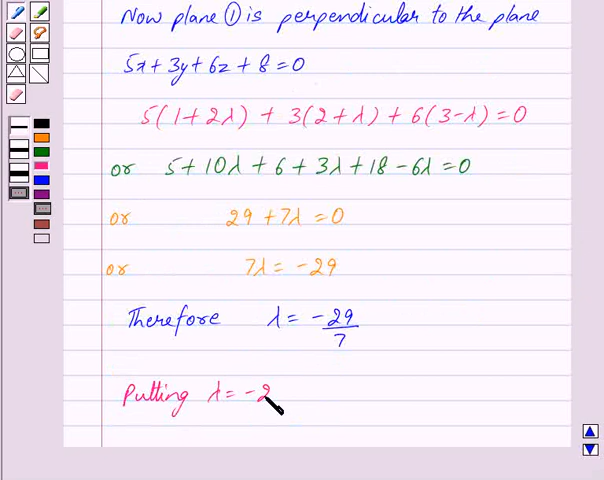 Now plane ① is perpendicular to the plane
5x + 3y + 6z + 8 = 0
5(1+2λ) + 3(2+λ) + 6(3-λ) = 0
or 5 + 10λ + 6 + 3λ + 18 - 6λ = 0
or 29 + 7λ = 0
or 7λ = -29
Therefore λ = -29/7
Putting λ = -2